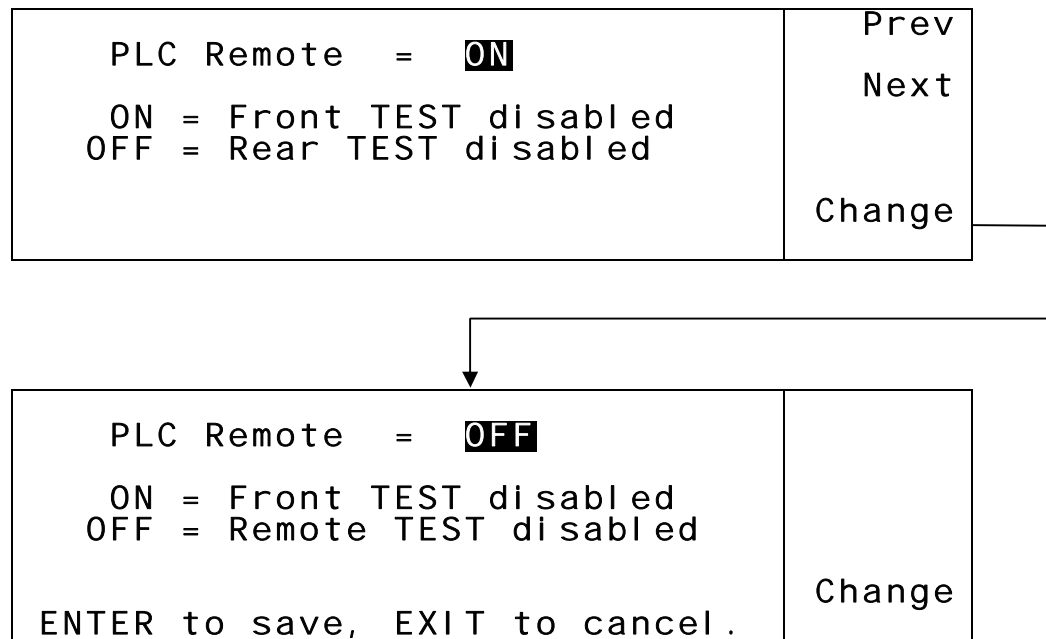 PLC Remote = ON
ON = Front TEST disabled
OFF = Rear TEST disabled
Prev
Next
Change
PLC Remote = OFF
ON = Front TEST disabled
OFF = Remote TEST disabled
ENTER to save, EXIT to cancel.
Change